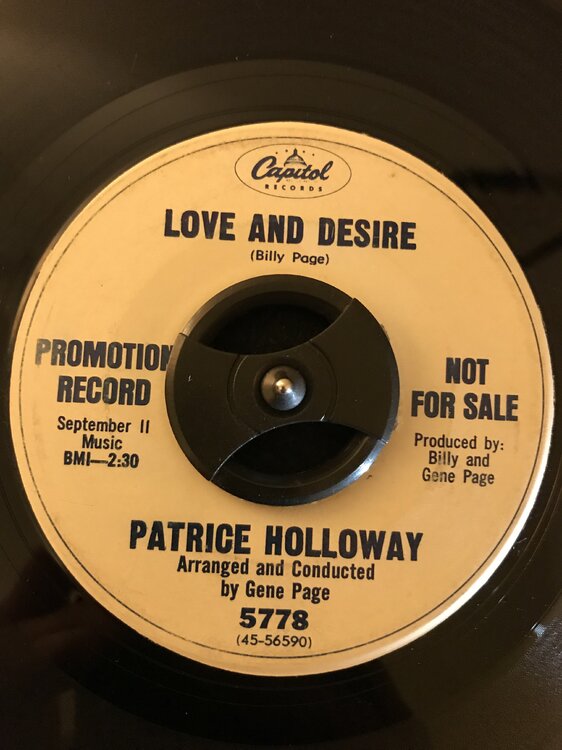 Capitol
RECORDS
LOVE AND DESIRE
(Billy Page)
PROMOTION
RECORD
September II
Music
BMI—2:30
NOT
FOR SALE
Produced by:
Billy and
Gene Page
PATRICE HOLLOWAY
Arranged and Conducted
by Gene Page
5778
(45-56590)